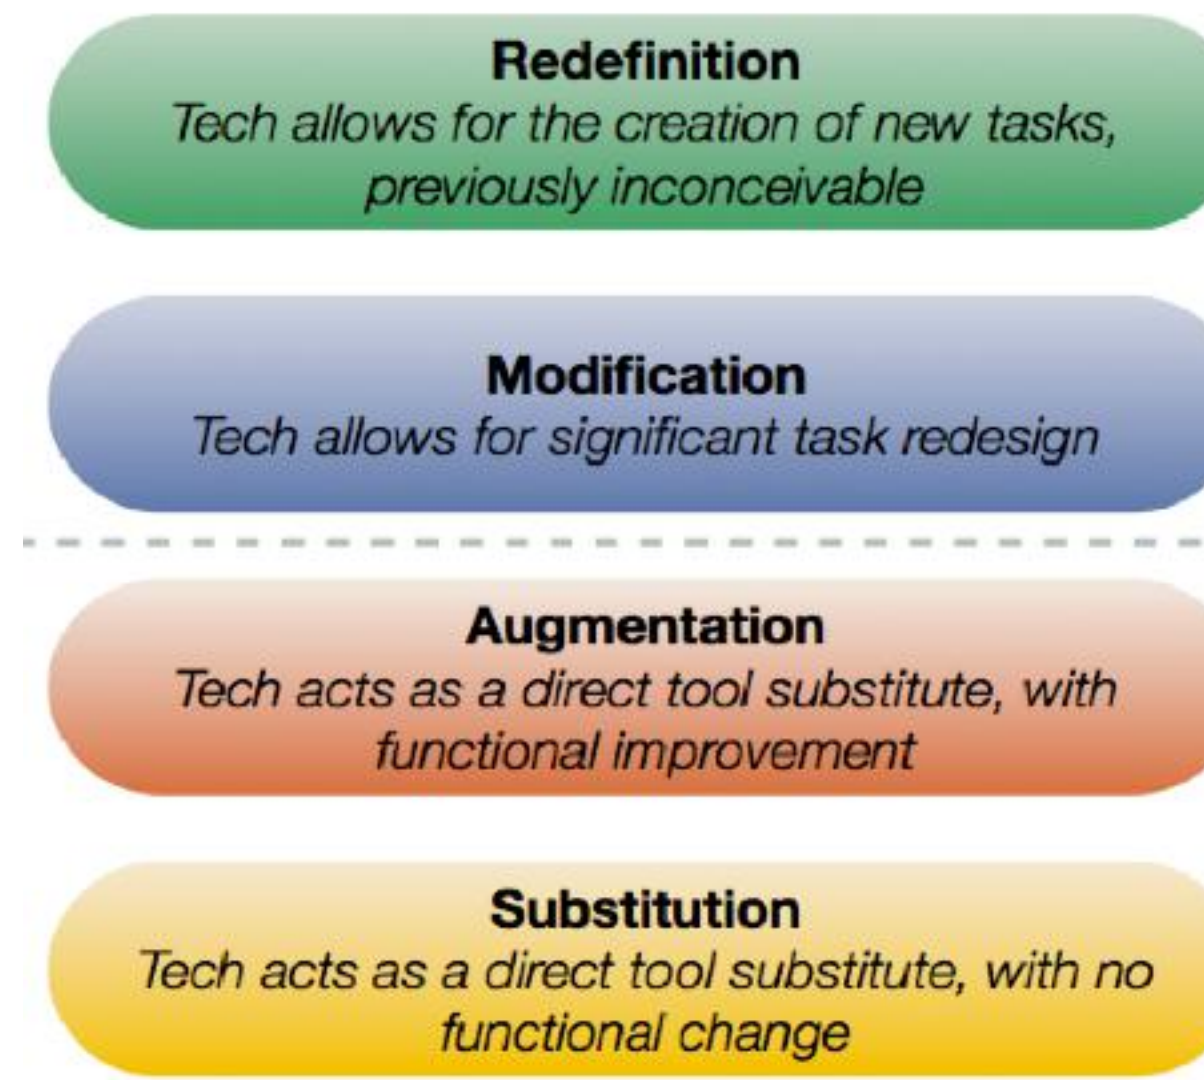 Redefinition
Tech allows for the creation of new tasks,
previously inconceivable
Modification
Tech allows for significant task redesign
Augmentation
Tech acts as a direct tool substitute, with
functional improvement
Substitution
Tech acts as a direct tool substitute, with no
functional change